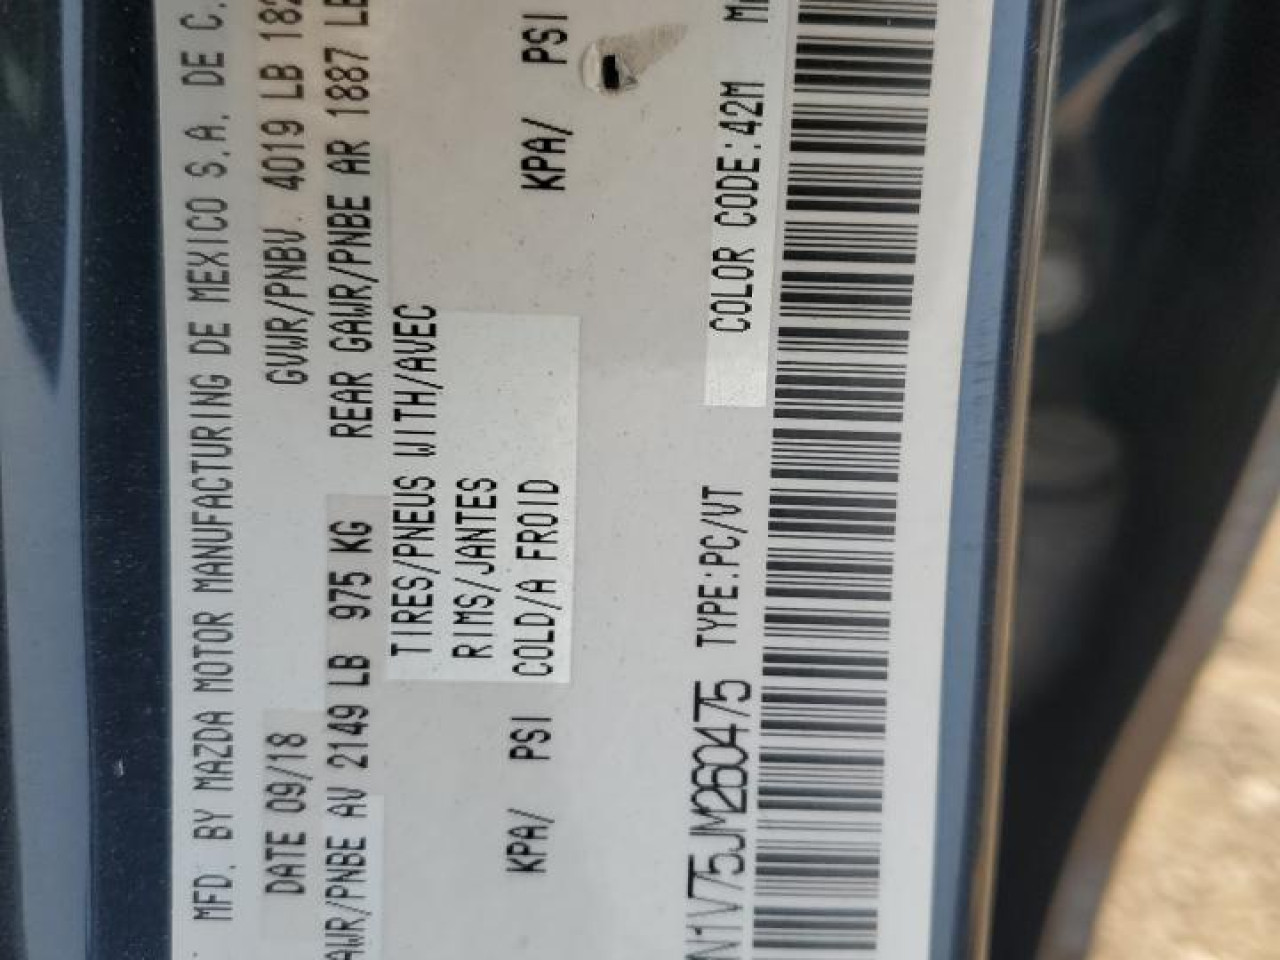 MFD. BY MAZDA MOTOR MANUFACTURING DE MEXICO S.A. DE C.
DATE 09/18 GVWR/PNBV. 4019 LB 182
AWR/PNBE AV 2149 LB 975 KG REAR GAWR/PNBE AR 1887 LB
TIRES/PNEUS WITH/AVEC
RIMS/JANTES
KPA/ PSI COLD/A FROID KPA/ PSI
N1V75JM260475 TYPE:PC/VT COLOR CODE:42M